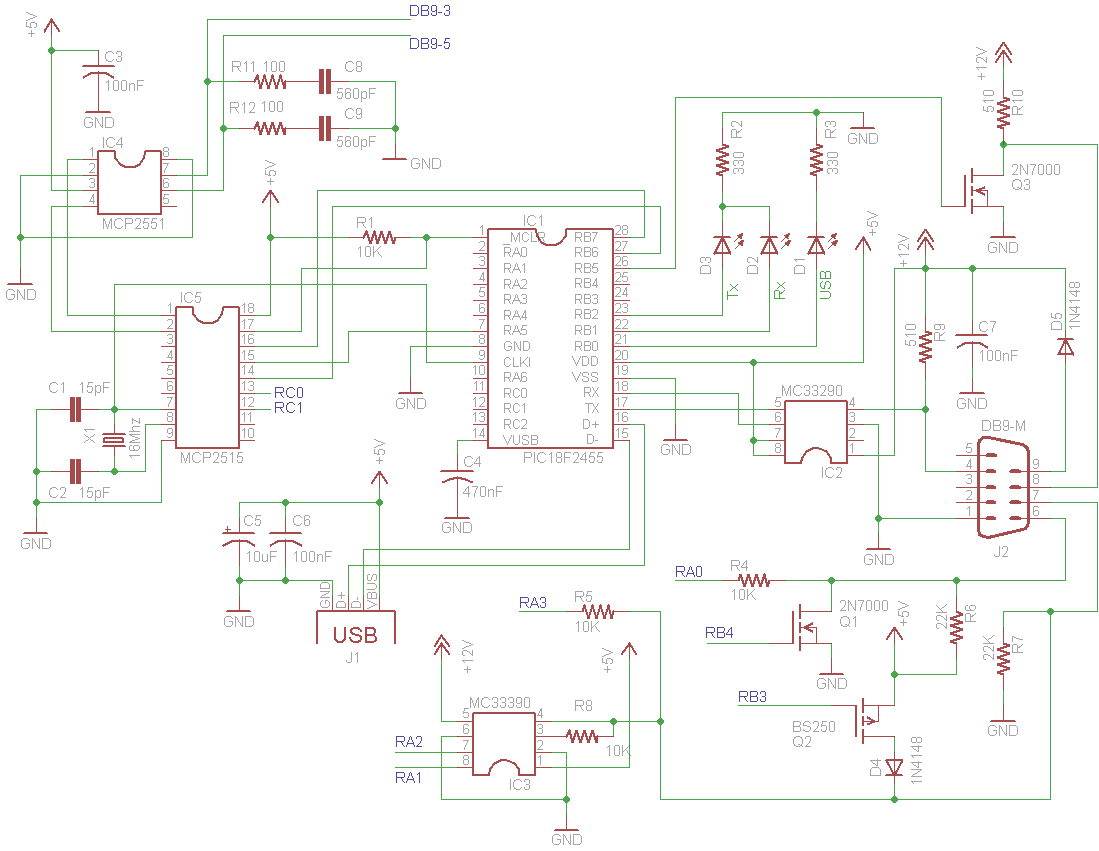 DB9-3
+5V
DB9-5
C3
100nF
GND
R11 100
C8
560pF
R12 100
C9
560pF
GND
IC4
1
2
3
4
8
7
6
5
MCP2551
GND
+5V
R1
10K
IC5
1
2
3
4
5
6
7
8
9
18
17
16
15
14
13
12
11
10
RC0
RC1
MCP2515
C1
15pF
X1
16Mhz
C2
15pF
GND
IC1
1
2
3
4
5
6
7
8
9
10
11
12
13
14
_MCLR
RA0
RA1
RA2
RA3
RA4
RA5
GND
CLKI
RA6
RC0
RC1
RC2
VUSB
RB7
RB6
RB5
RB4
RB3
RB2
RB1
RB0
VDD
VSS
RX
TX
D+
D-
28
27
26
25
24
23
22
21
20
19
18
17
16
15
PIC18F2455
GND
C4
470nF
GND
R2
330
R3
330
GND
D3
D2
D1
Tx
Rx
USB
+5V
GND
+12V
510
R10
2N7000
Q3
GND
+12V
510
R9
C7
100nF
GND
D5
1N4148
MC33290
5
6
7
8
4
3
2
1
IC2
GND
DB9-M
5
4
3
2
1
9
8
7
6
J2
+5V
C5
10uF
+
C6
100nF
GND
GND
D+
D-
VBUS
USB
J1
RA0
R4
10K
RA3
R5
10K
RB4
2N7000
Q1
GND
+5V
22K
R6
22K
R7
GND
RB3
BS250
Q2
D4
1N4148
+12V
+5V
MC33390
5
6
7
8
4
3
2
1
R8
10K
RA2
RA1
IC3
GND